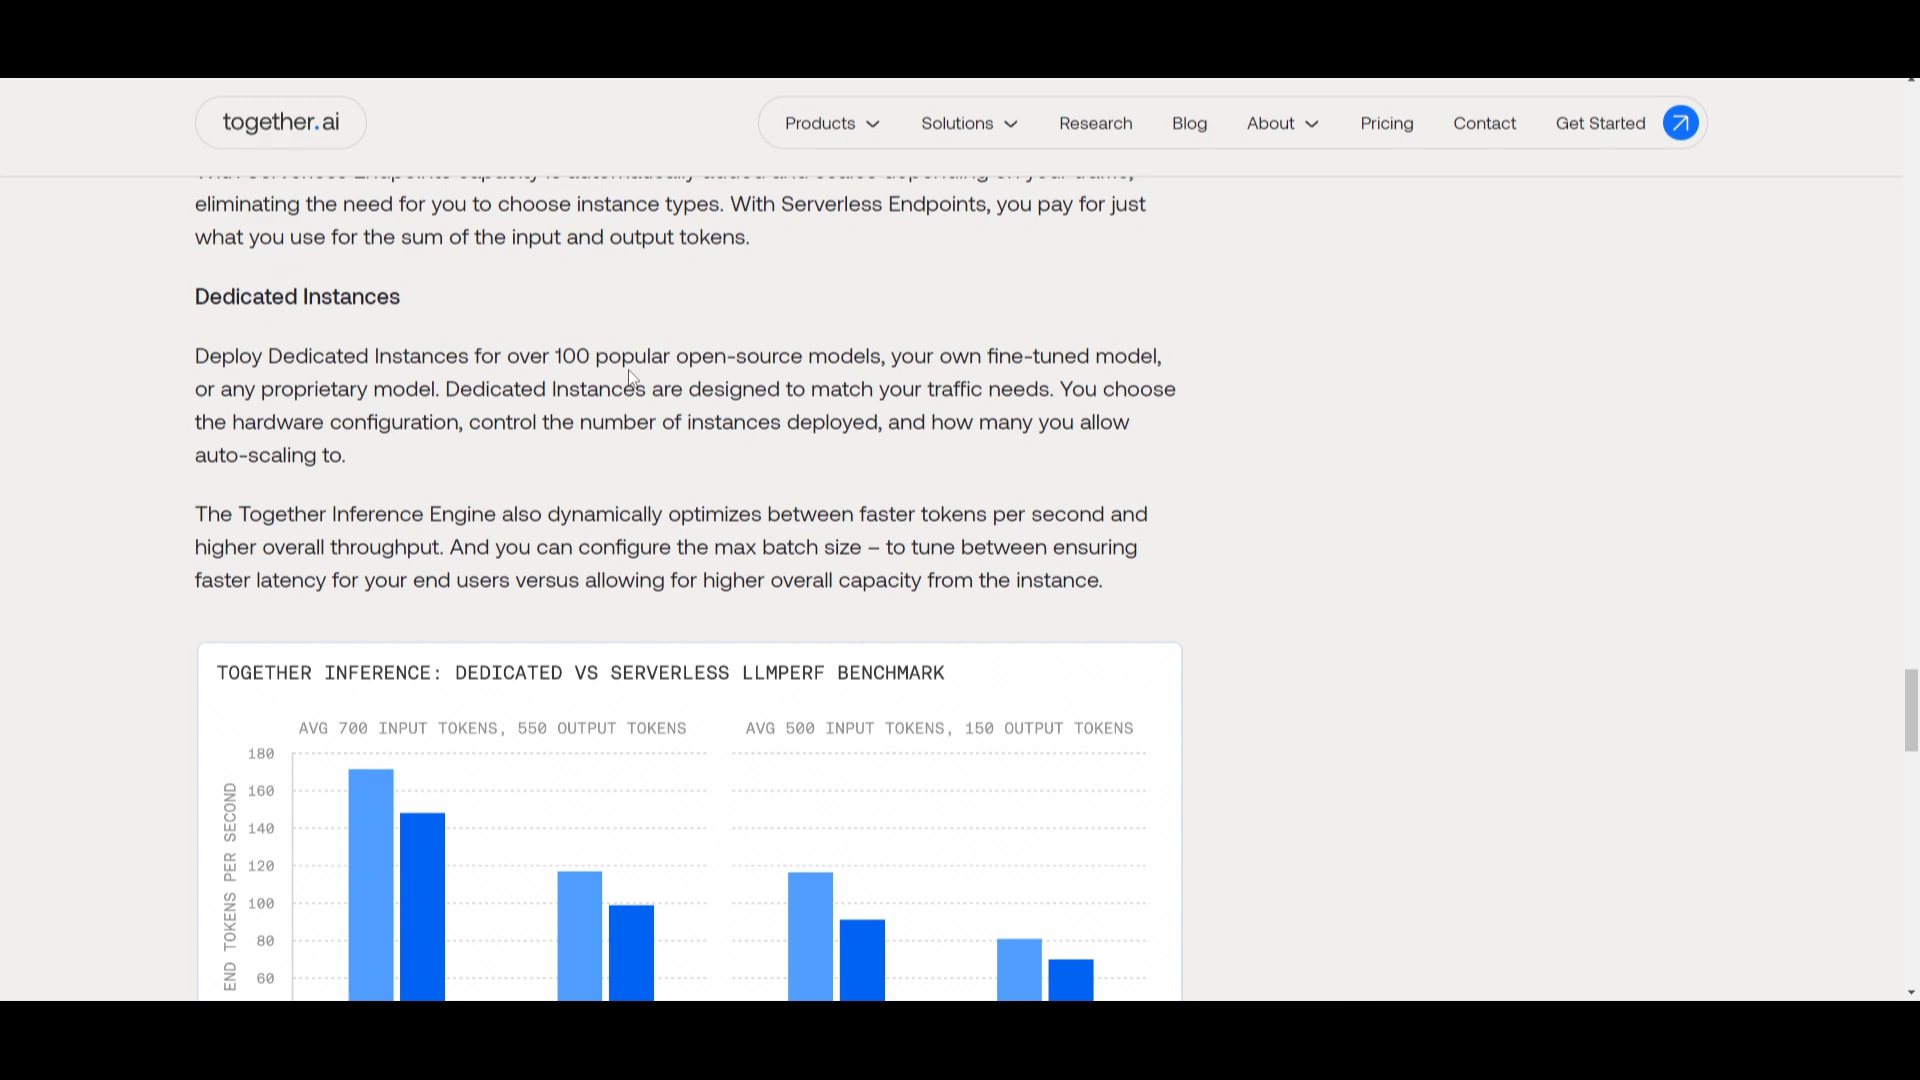 together.ai
Products
Solutions
Research
Blog
About
Pricing
Contact
Get Started
eliminating the need for you to choose instance types. With Serverless Endpoints, you pay for just
what you use for the sum of the input and output tokens.
Dedicated Instances
Deploy Dedicated Instances for over 100 popular open-source models, your own fine-tuned model,
or any proprietary model. Dedicated Instances are designed to match your traffic needs. You choose
the hardware configuration, control the number of instances deployed, and how many you allow
auto-scaling to.
The Together Inference Engine also dynamically optimizes between faster tokens per second and
higher overall throughput. And you can configure the max batch size – to tune between ensuring
faster latency for your end users versus allowing for higher overall capacity from the instance.
TOGETHER INFERENCE: DEDICATED VS SERVERLESS LLMPERF BENCHMARK
AVG 700 INPUT TOKENS, 550 OUTPUT TOKENS
AVG 500 INPUT TOKENS, 150 OUTPUT TOKENS
END TOKENS PER SECOND
180
160
140
120
100
80
60